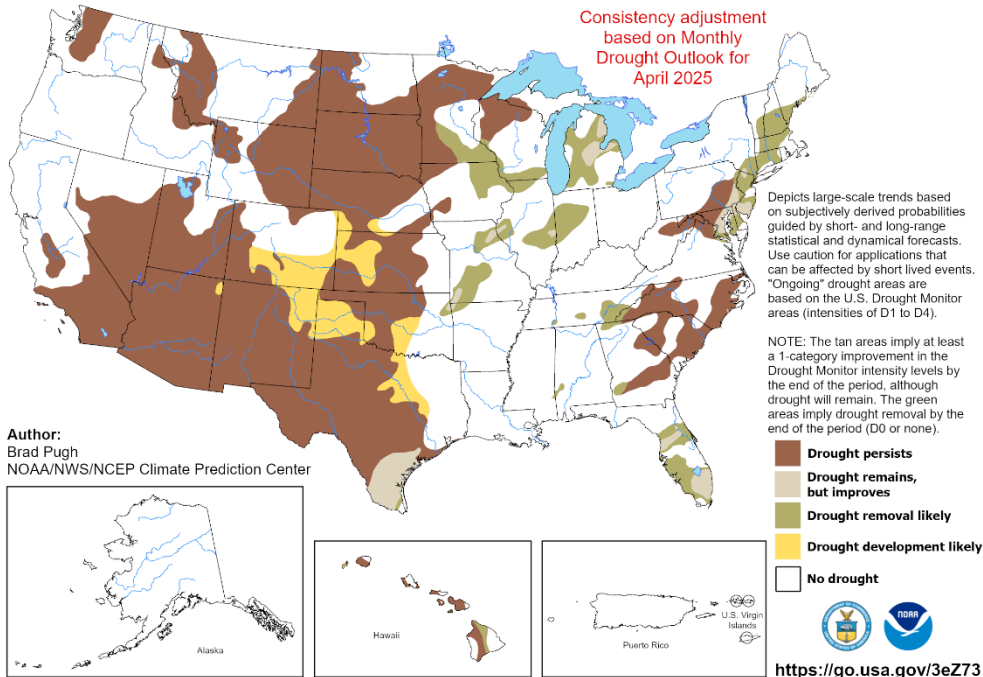 Consistency adjustment
based on Monthly
Drought Outlook for
April 2025
Depicts large-scale trends based
on subjectively derived probabilities
guided by short- and long-range
statistical and dynamical forecasts.
Use caution for applications that
can be affected by short lived events.
"Ongoing" drought areas are
based on the U.S. Drought Monitor
areas (intensities of D1 to D4).
NOTE: The tan areas imply at least
a 1-category improvement in the
Drought Monitor intensity levels by
the end of the period, although
drought will remain. The green
areas imply drought removal by the
end of the period (D0 or none).
Author:
Brad Pugh
NOAA/NWS/NCEP Climate Prediction Center
Drought persists
Drought remains,
but improves
Drought removal likely
Drought development likely
No drought
Alaska
Hawaii
Puerto Rico
U.S. Virgin
Islands
NOAA
https://go.usa.gov/3eZ73